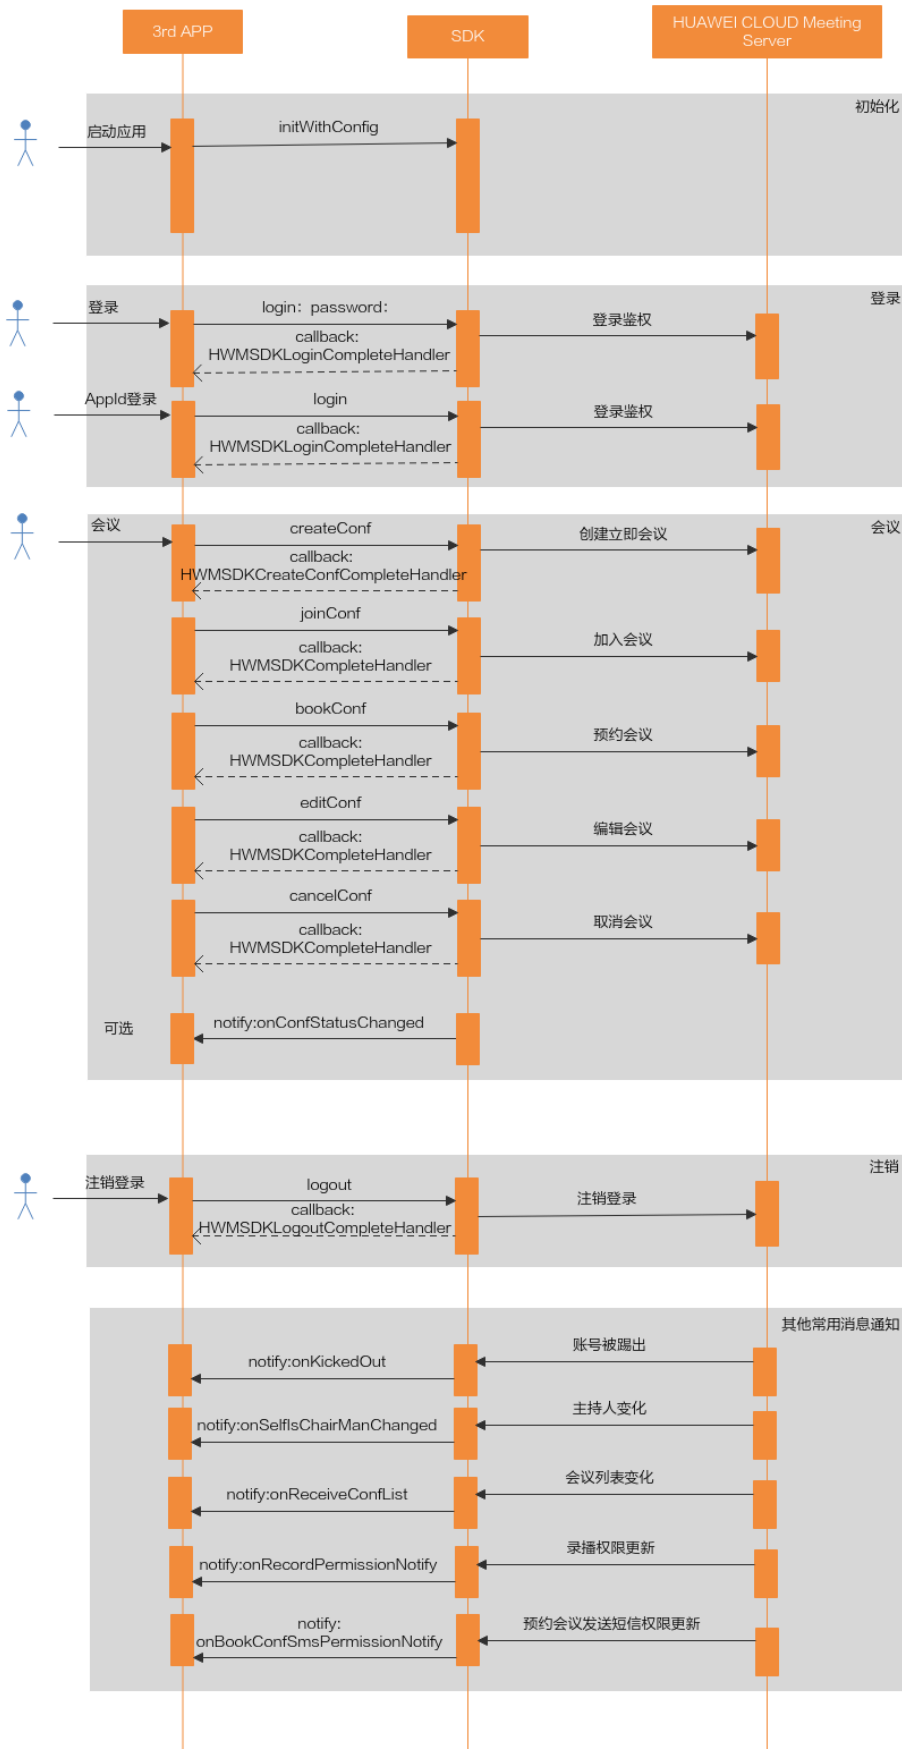 3rd APP
SDK
HUAWEI CLOUD Meeting
Server
初始化
启动应用
initWithConfig
登录
登录
login：password：
callback:
HWMSDKLoginCompleteHandler
登录鉴权
AppId登录
login
callback:
HWMSDKLoginCompleteHandler
登录鉴权
会议
会议
createConf
callback:
HWMSDKCreateConfCompleteHandler
创建立即会议
joinConf
callback:
HWMSDKCompleteHandler
加入会议
bookConf
callback:
HWMSDKCompleteHandler
预约会议
editConf
callback:
HWMSDKCompleteHandler
编辑会议
cancelConf
callback:
HWMSDKCompleteHandler
取消会议
可选
notify:onConfStatusChanged
注销
注销登录
logout
callback:
HWMSDKLogoutCompleteHandler
注销登录
其他常用消息通知
账号被踢出
notify:onKickedOut
主持人变化
notify:onSelfIsChairManChanged
会议列表变化
notify:onReceiveConfList
录播权限更新
notify:onRecordPermissionNotify
预约会议发送短信权限更新
notify:
onBookConfSmsPermissionNotify